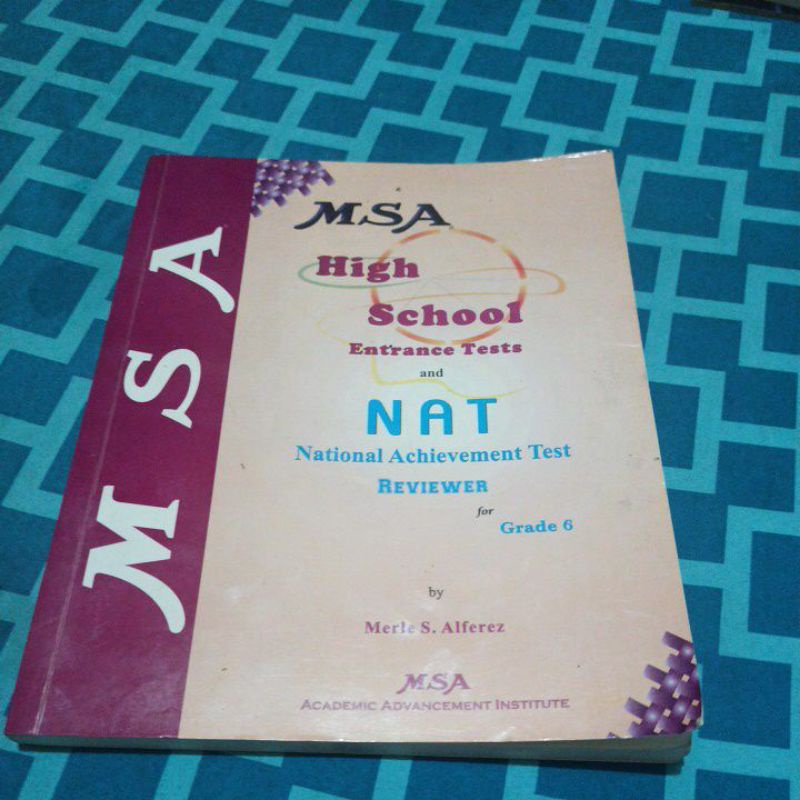 MSA
MSA
High
School
Entrance Tests
and
NAT
National Achievement Test
REVIEWER
for
Grade 6
by
Merle S. Alferez
MSA
ACADEMIC ADVANCEMENT INSTITUTE